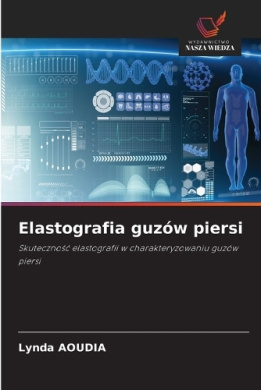 WYDAWNICTWO
NASZA WIEDZA
Elastografia guzów piersi
Skuteczność elastografii w charakteryzowaniu guzów
piersi
Lynda AOUDIA